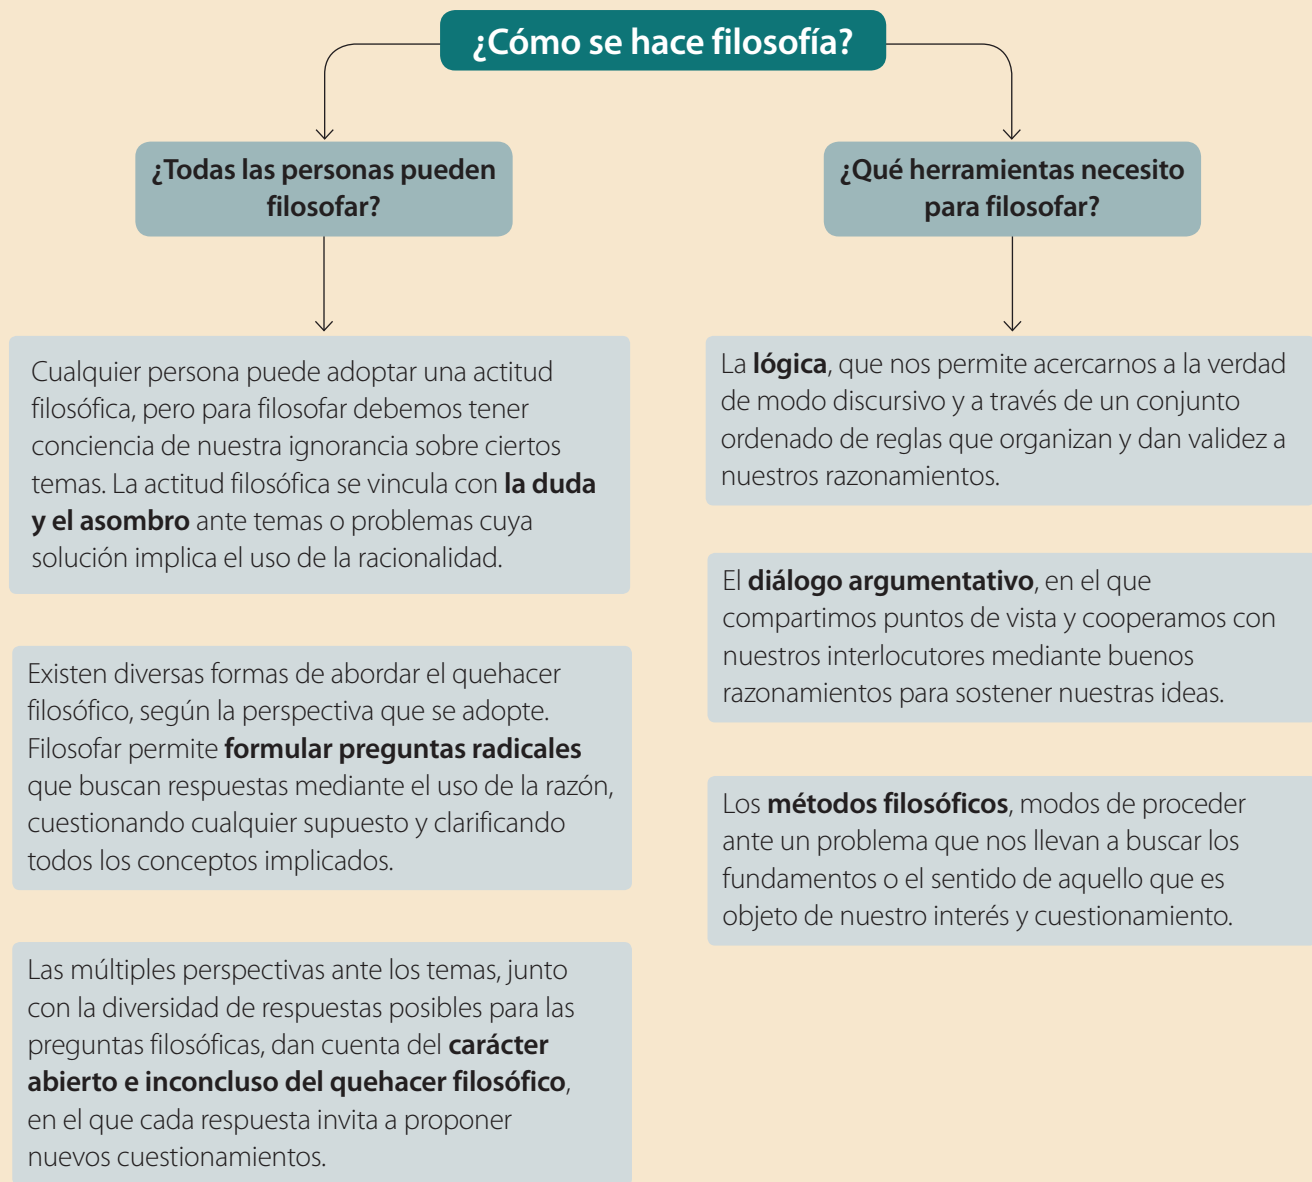 ¿Cómo se hace filosofía?
¿Todas las personas pueden
filosofar?
Cualquier persona puede adoptar una actitud
filosófica, pero para filosofar debemos tener
conciencia de nuestra ignorancia sobre ciertos
temas. La actitud filosófica se vincula con la duda
y el asombro ante temas o problemas cuya
solución implica el uso de la racionalidad.
Existen diversas formas de abordar el quehacer
filosófico, según la perspectiva que se adopte.
Filosofar permite formular preguntas radicales
que buscan respuestas mediante el uso de la razón,
cuestionando cualquier supuesto y clarificando
todos los conceptos implicados.
Las múltiples perspectivas ante los temas, junto
con la diversidad de respuestas posibles para las
preguntas filosóficas, dan cuenta del carácter
abierto e inconcluso del quehacer filosófico,
en el que cada respuesta invita a proponer
nuevos cuestionamientos.
¿Qué herramientas necesito
para filosofar?
La lógica, que nos permite acercarnos a la verdad
de modo discursivo y a través de un conjunto
ordenado de reglas que organizan y dan validez a
nuestros razonamientos.
El diálogo argumentativo, en el que
compartimos puntos de vista y cooperamos con
nuestros interlocutores mediante buenos
razonamientos para sostener nuestras ideas.
Los métodos filosóficos, modos de proceder
ante un problema que nos llevan a buscar los
fundamentos o el sentido de aquello que es
objeto de nuestro interés y cuestionamiento.